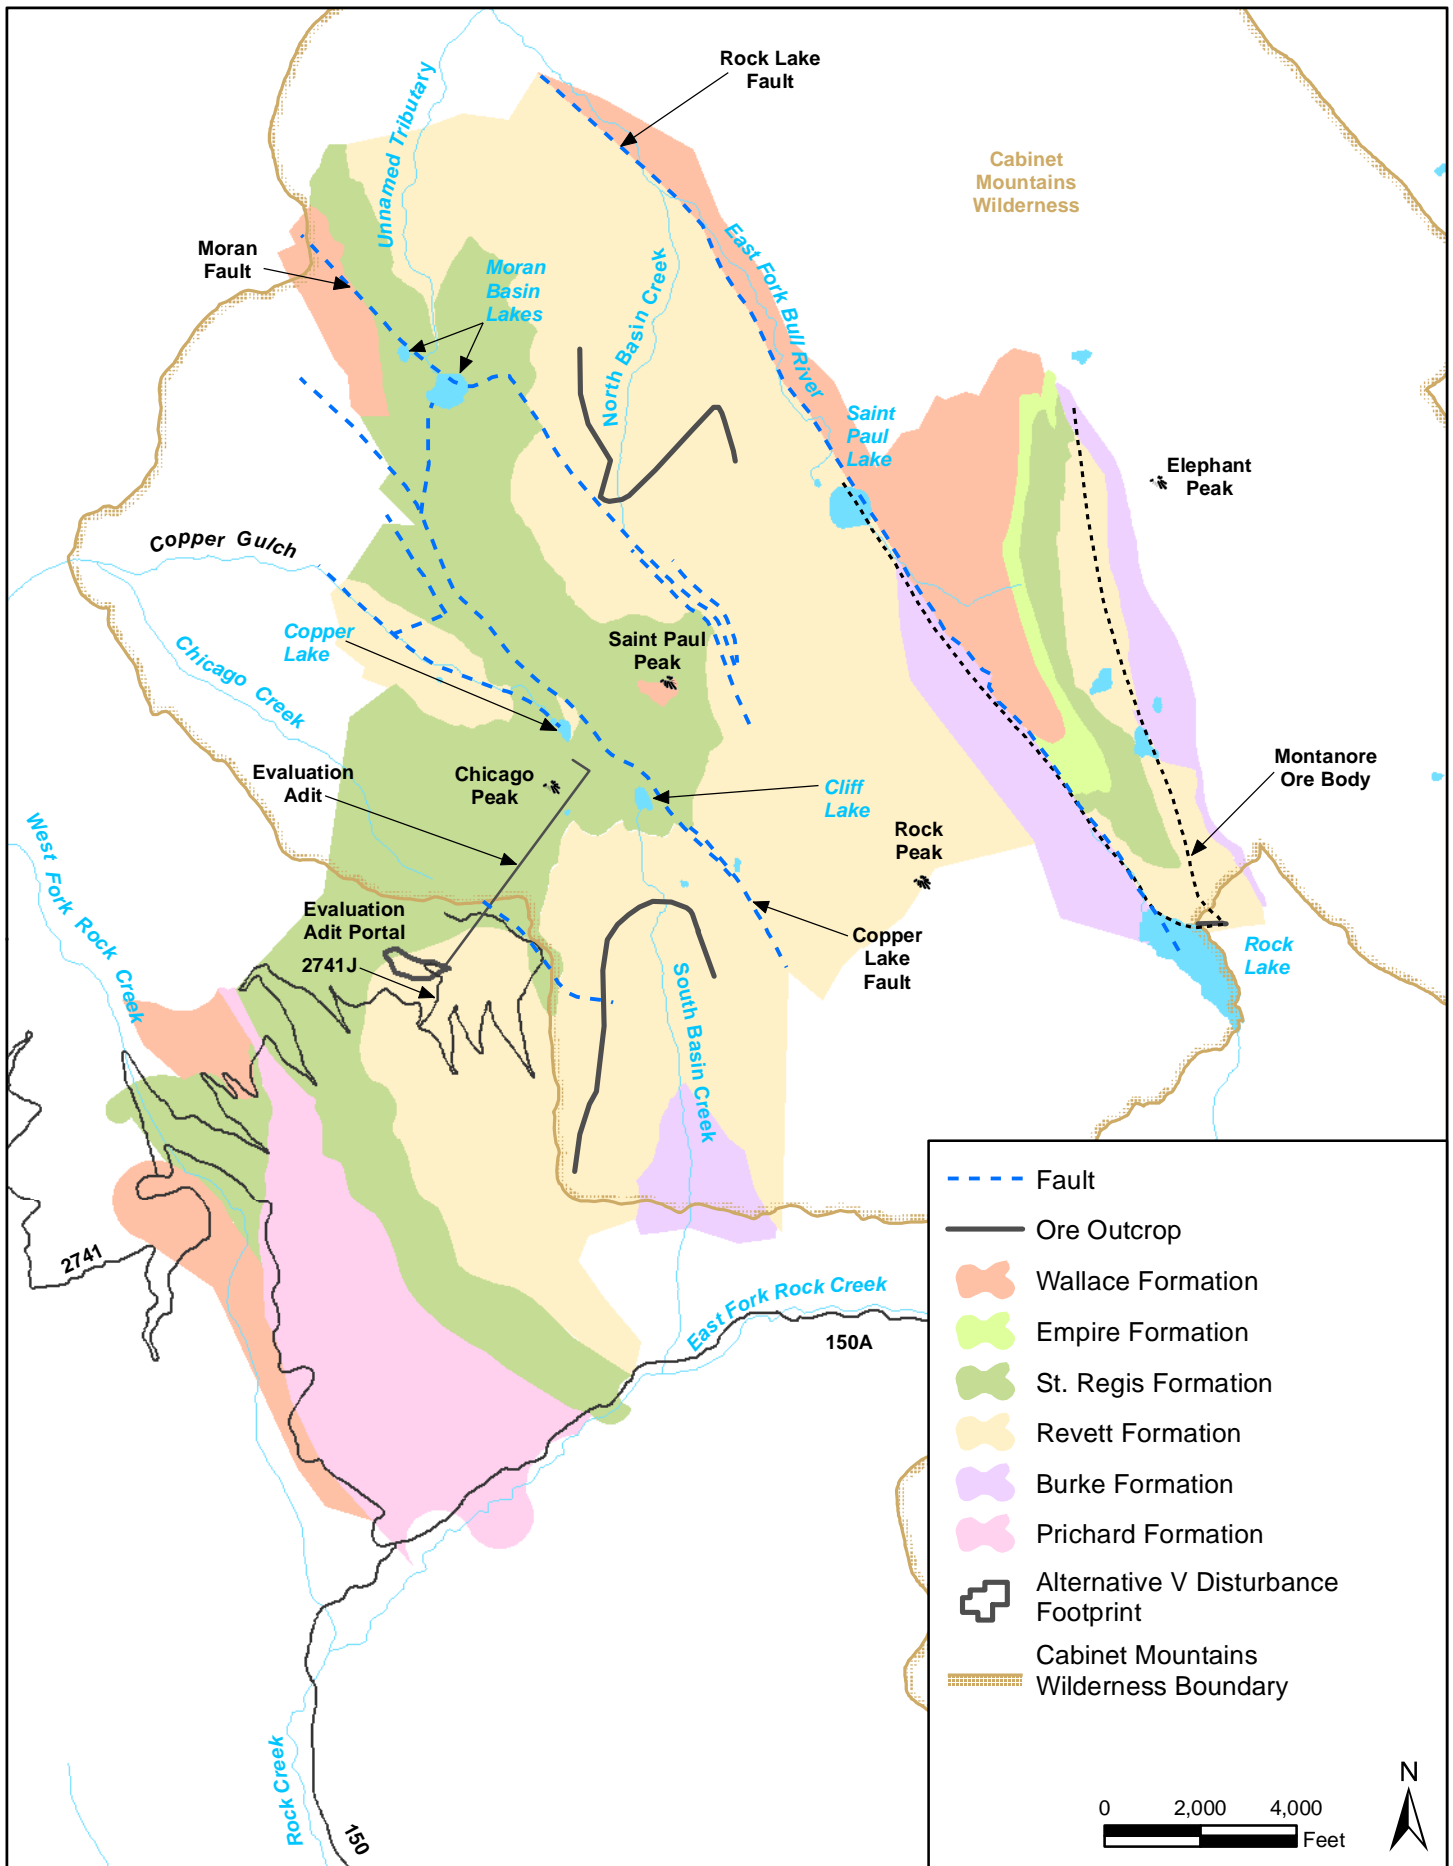 Rock Lake
Fault
Unnamed Tributary
Cabinet
Mountains
Wilderness
Moran
Fault
Moran
Basin
Lakes
North Basin Creek
East Fork Bull River
Saint
Paul
Lake
Elephant
Peak
Copper Gulch
Chicago Creek
Copper
Lake
Saint Paul
Peak
Evaluation
Adit
Chicago
Peak
Cliff
Lake
Montanore
Ore Body
Rock
Peak
West Fork Rock Creek
Evaluation
Adit Portal
2741J
Copper
Lake
Fault
Rock
Lake
South Basin Creek
2741
East Fork Rock Creek
150A
Rock Creek
150
Fault
Ore Outcrop
Wallace Formation
Empire Formation
St. Regis Formation
Revett Formation
Burke Formation
Prichard Formation
Alternative V Disturbance
Footprint
Cabinet Mountains
Wilderness Boundary
N
0 2,000 4,000
Feet